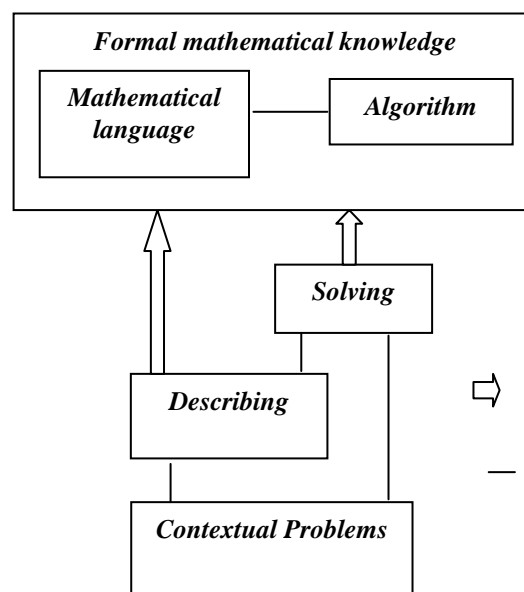 Formal mathematical knowledge
Mathematical
language
Algorithm
Solving
Describing
Contextual Problems